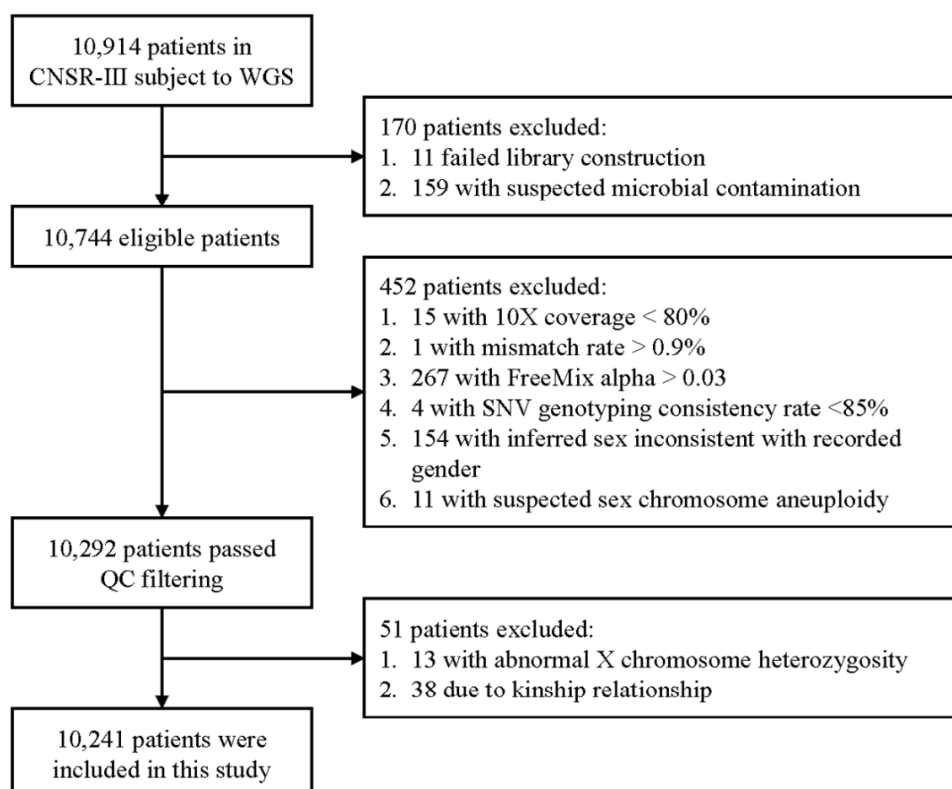 10,914 patients in
CNSR-III subject to WGS
170 patients excluded:
1. 11 failed library construction
2. 159 with suspected microbial contamination
10,744 eligible patients
452 patients excluded:
1. 15 with 10X coverage < 80%
2. 1 with mismatch rate > 0.9%
3. 267 with FreeMix alpha > 0.03
4. 4 with SNV genotyping consistency rate <85%
5. 154 with inferred sex inconsistent with recorded
gender
6. 11 with suspected sex chromosome aneuploidy
10,292 patients passed
QC filtering
51 patients excluded:
1. 13 with abnormal X chromosome heterozygosity
2. 38 due to kinship relationship
10,241 patients were
included in this study